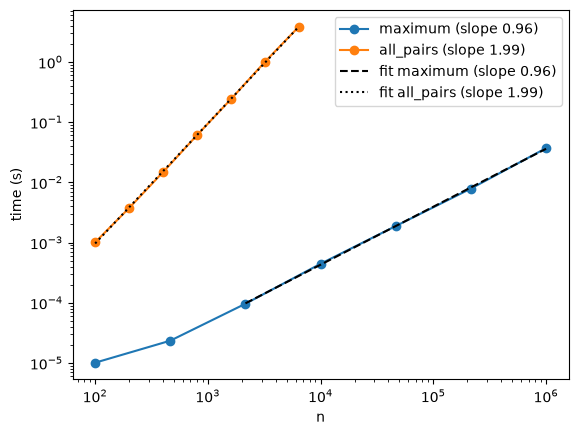 maximum (slope 0.96)
all_pairs (slope 1.99)
fit maximum (slope 0.96)
fit all_pairs (slope 1.99)
time (s)
10⁰
10⁻¹
10⁻²
10⁻³
10⁻⁴
10⁻⁵
10² 10³ 10⁴ 10⁵ 10⁶
n